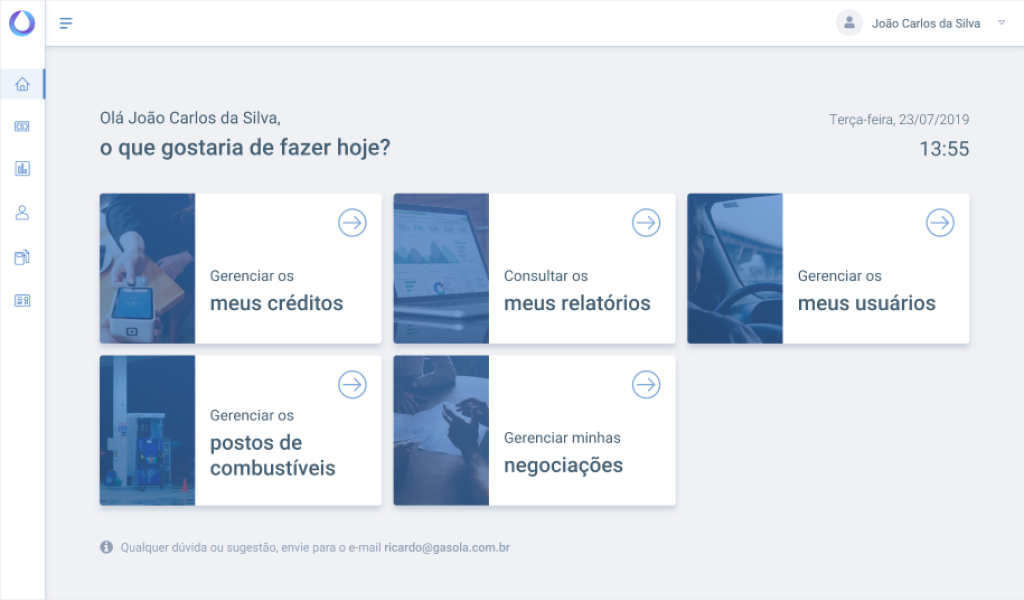 João Carlos da Silva
Olá João Carlos da Silva,
o que gostaria de fazer hoje?
Terça-feira, 23/07/2019
13:55
Gerenciar os
meus créditos
Consultar os
meus relatórios
Gerenciar os
meus usuários
Gerenciar os
postos de
combustíveis
Gerenciar minhas
negociações
Qualquer dúvida ou sugestão, envie para o e-mail ricardo@gasola.com.br